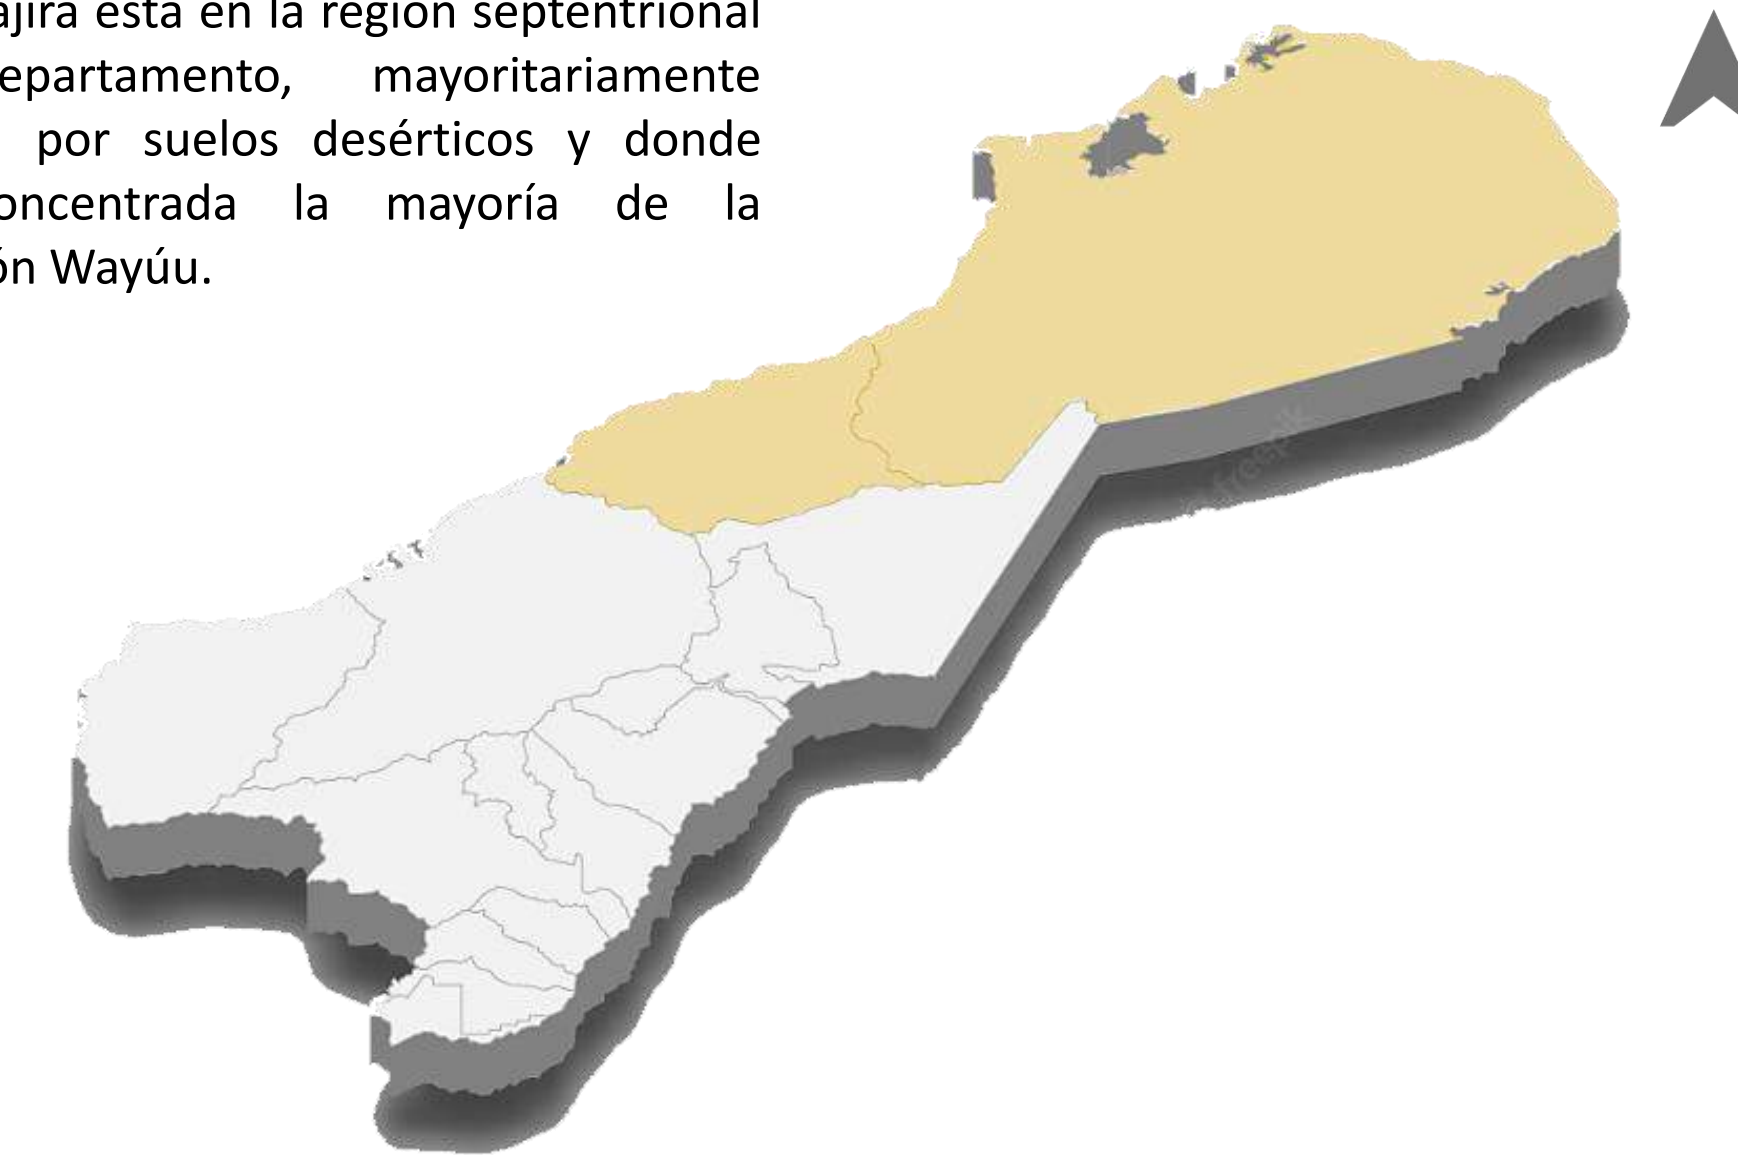 ajira está en la región septentrional
epartamento, mayoritariamente
por suelos desérticos y donde
oncentrada la mayoría de la
ón Wayúu.
freepik